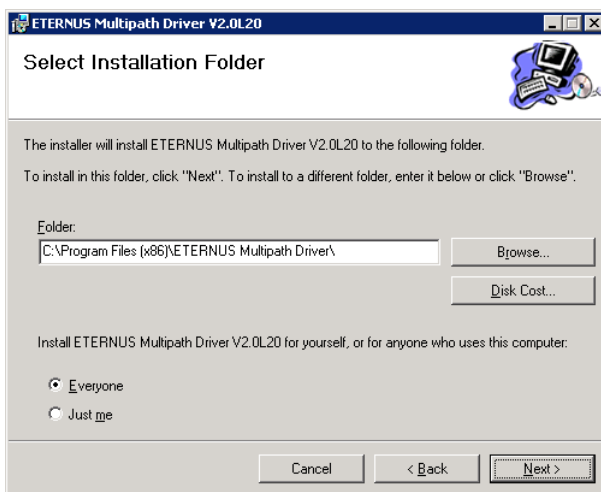 ETERNUS Multipath Driver V2.0L20
Select Installation Folder
The installer will install ETERNUS Multipath Driver V2.0L20 to the following folder.
To install in this folder, click "Next". To install to a different folder, enter it below or click "Browse".
Folder:
C:\Program Files (x86)\ETERNUS Multipath Driver\
Browse...
Disk Cost...
Install ETERNUS Multipath Driver V2.0L20 for yourself, or for anyone who uses this computer:
Everyone
Just me
Cancel
< Back
Next >